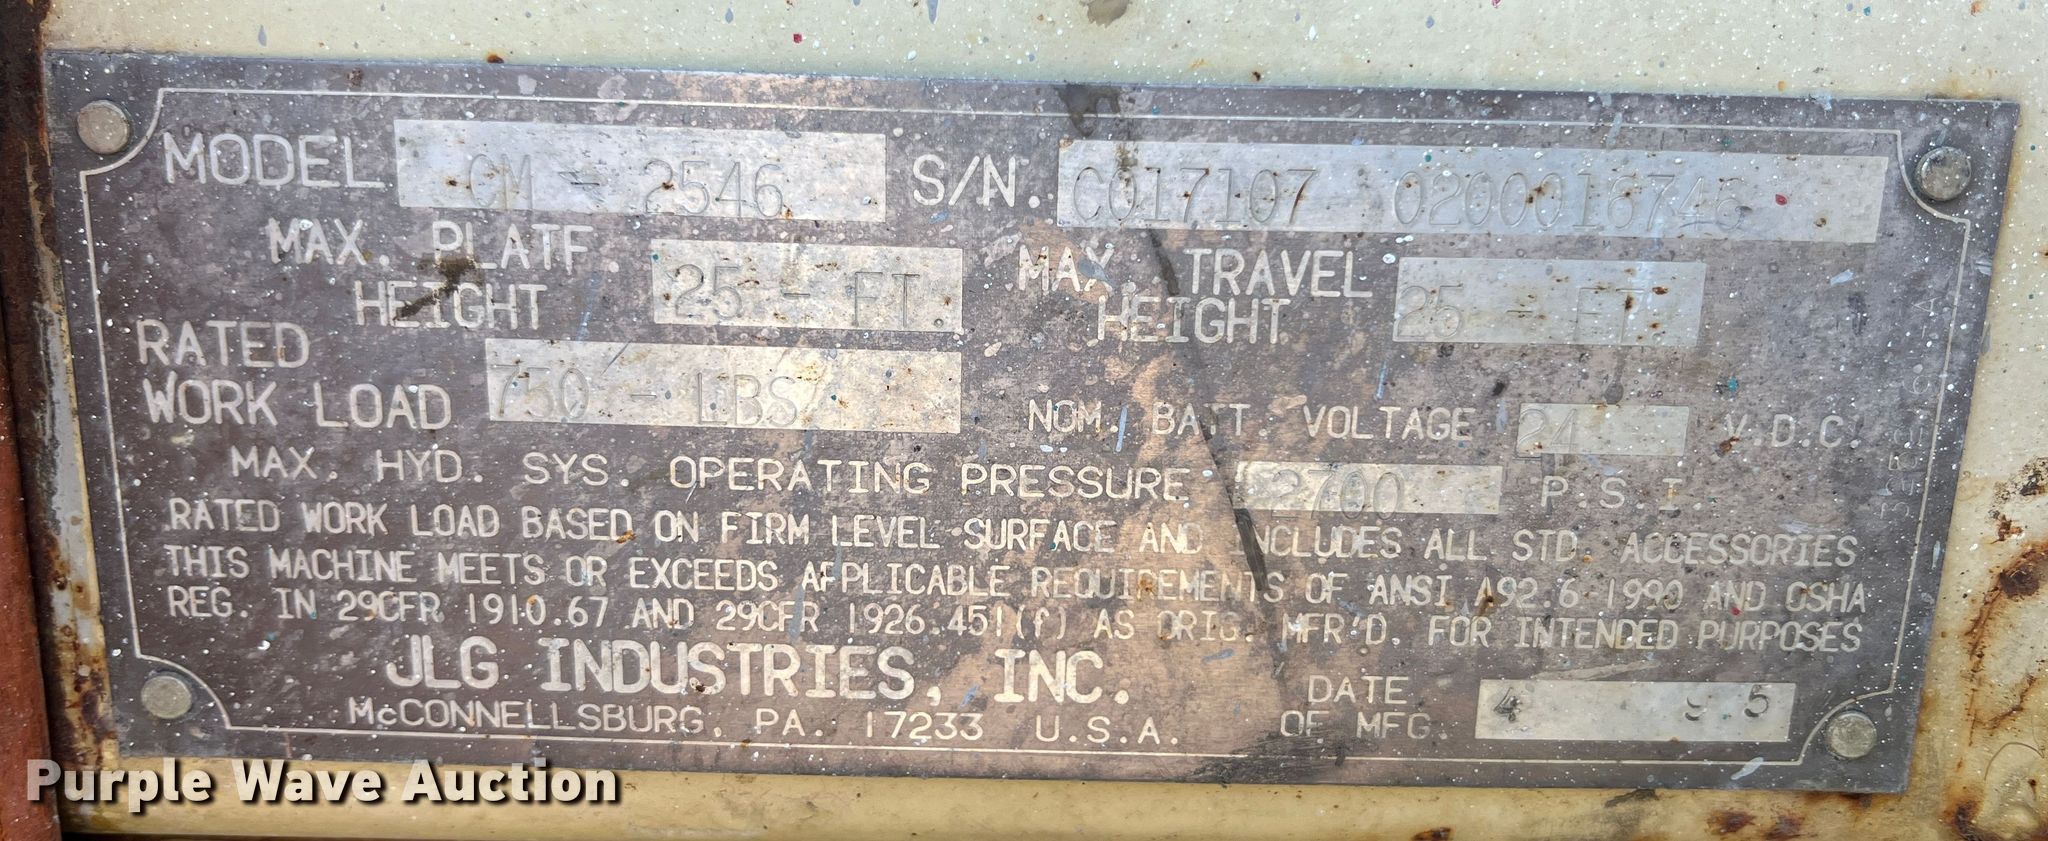 MODEL CM - 2546 S/N. C017107 0200018746
MAX. PLATF. HEIGHT 25 - FT. MAX. TRAVEL HEIGHT 25 - FT.
RATED WORK LOAD 750 - LBS NOM. BATT. VOLTAGE 24 V.D.C.
MAX. HYD. SYS. OPERATING PRESSURE 2700 P.S.I.
RATED WORK LOAD BASED ON FIRM LEVEL SURFACE AND INCLUDES ALL STD. ACCESSORIES
THIS MACHINE MEETS OR EXCEEDS APPLICABLE REQUIREMENTS OF ANSI A92.6-1990 AND OSHA
REG. IN 29CFR 1910.67 AND 29CFR 1926.451(f) AS ORIG. MFR'D. FOR INTENDED PURPOSES
JLG INDUSTRIES, INC.
McCONNELLSBURG, PA. 17233 U.S.A.
DATE OF MFG. 4 95
Purple Wave Auction